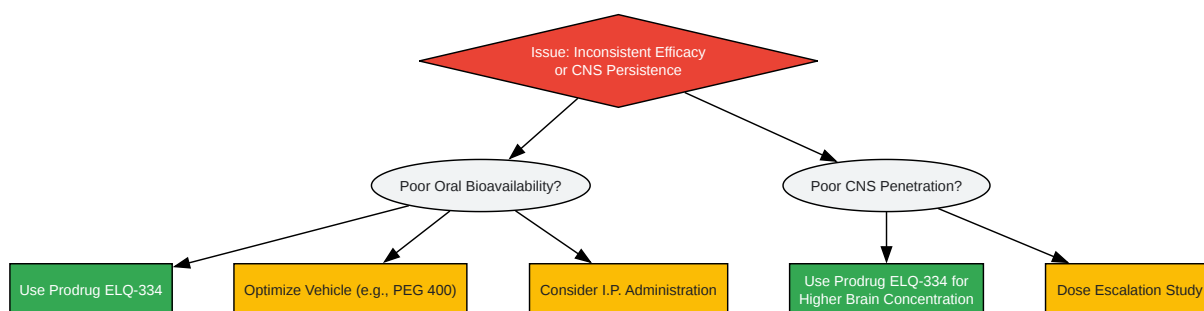 Issue: Inconsistent Efficacy
or CNS Persistence
Poor Oral Bioavailability?
Poor CNS Penetration?
Use Prodrug ELQ-334
Optimize Vehicle (e.g., PEG 400)
Consider I.P. Administration
Use Prodrug ELQ-334 for
Higher Brain Concentration
Dose Escalation Study